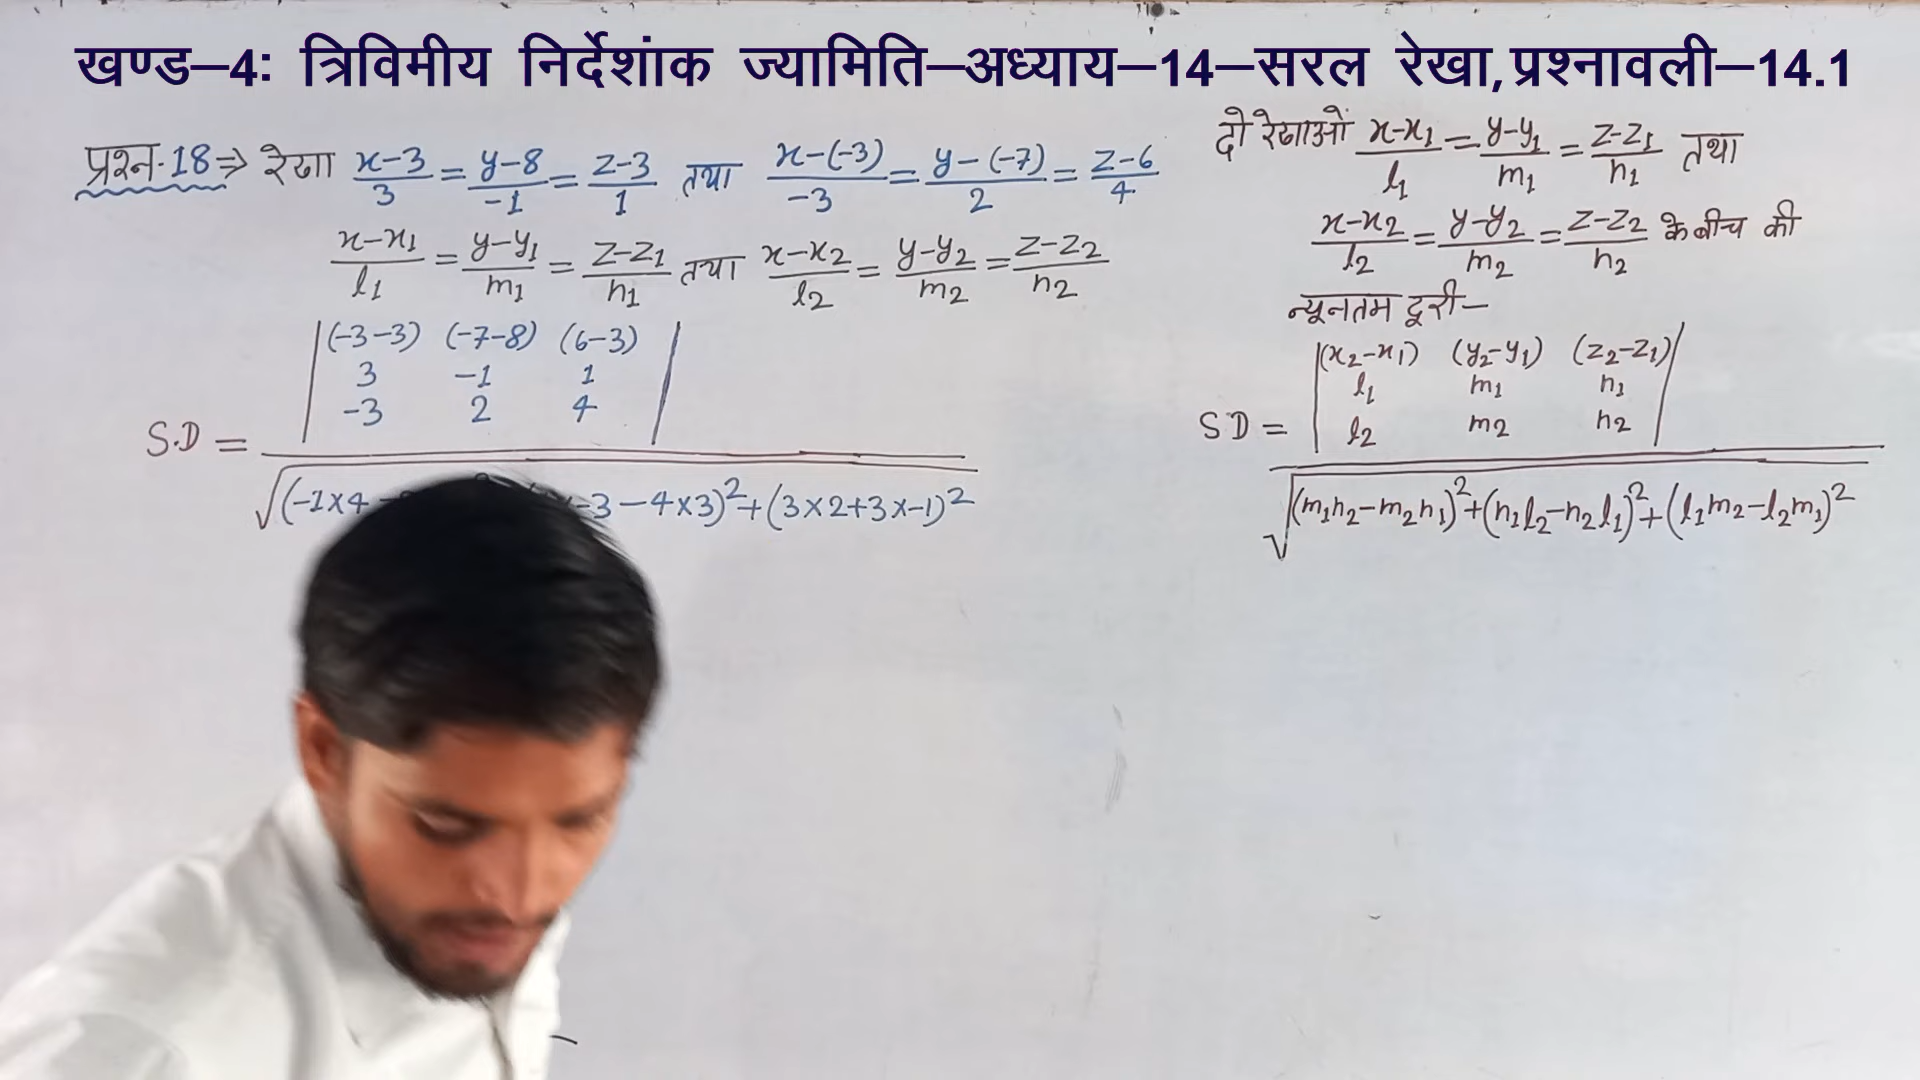 खण्ड–4: त्रिविमीय निर्देशांक ज्यामिति–अध्याय–14–सरल रेखा, प्रश्नावली–14.1
प्रश्न.18⇒ रेखा (x-3)/3 = (y-8)/-1 = (z-3)/1 तथा (x-(-3))/-3 = (y-(-7))/2 = (z-6)/4
(x-x₁)/l₁ = (y-y₁)/m₁ = (z-z₁)/n₁ तथा (x-x₂)/l₂ = (y-y₂)/m₂ = (z-z₂)/n₂
|(-3-3) (-7-8) (6-3)|
3 -1 1
-3 2 4
S.D =
√(-1×4 -3-4×3)²+(3×2+3×-1)²
दो रेखाओं (x-x₁)/l₁ = (y-y₁)/m₁ = (z-z₁)/n₁ तथा
(x-x₂)/l₂ = (y-y₂)/m₂ = (z-z₂)/n₂ के बीच की
न्यूनतम दूरी–
|(x₂-x₁) (y₂-y₁) (z₂-z₁)|
l₁ m₁ n₁
l₂ m₂ n₂
SD =
√(m₁n₂-m₂n₁)²+(n₁l₂-n₂l₁)²+(l₁m₂-l₂m₁)²